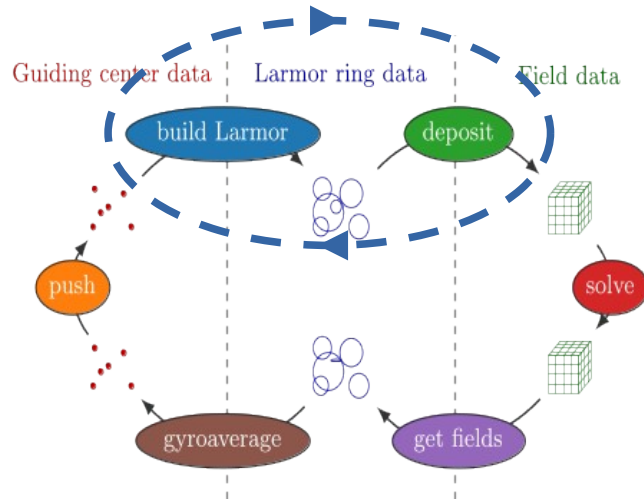 Guiding center data
Larmor ring data
Field data
build Larmor
deposit
push
solve
gyroaverage
get fields